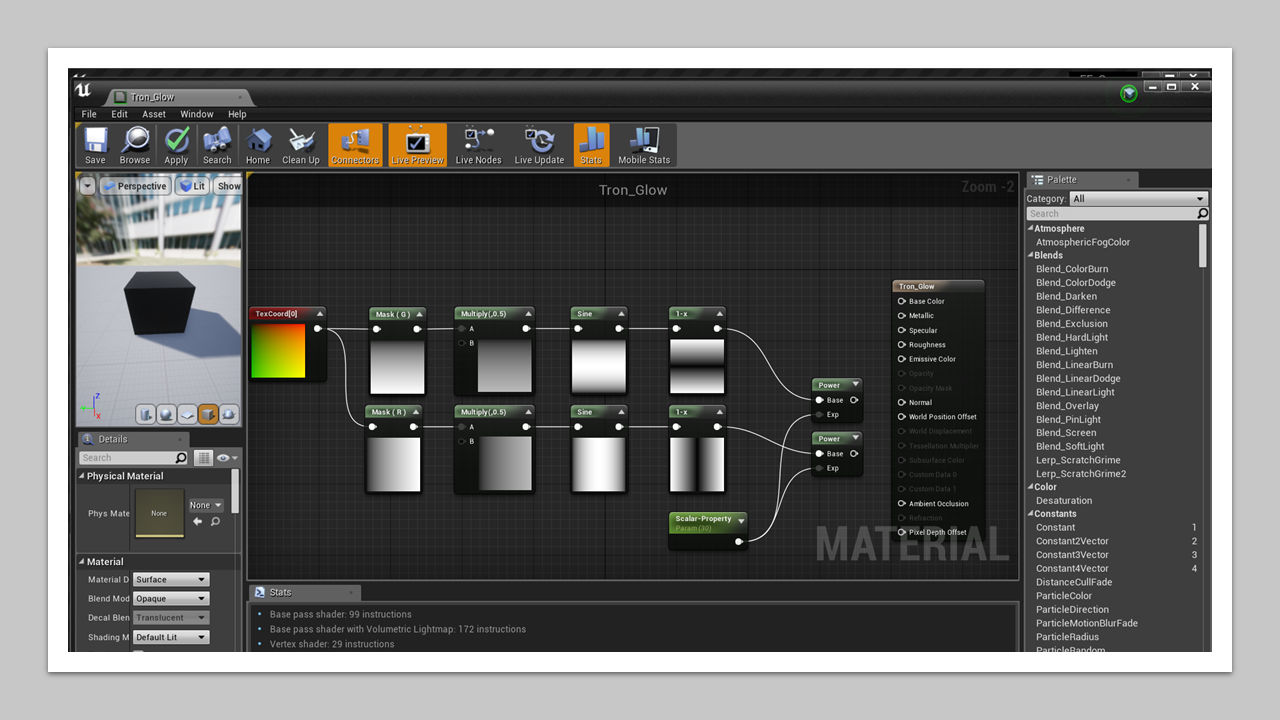 Tron_Glow
File Edit Asset Window Help
Save Browse Apply Search Home Clean Up Connectors Live Preview Live Nodes Live Update Stats Mobile Stats
Perspective Lit Show
Z
X
Details
Search
Physical Material
Phys Mate
None
None
Material
Material D Surface
Blend Mod Opaque
Decal Blen Translucent
Shading M Default Lit
Tron_Glow
Zoom -2
TexCoord[0]
Mask ( G )
Multiply(,0.5)
A
B
Sine
1-x
Mask ( R )
Multiply(,0.5)
A
B
Sine
1-x
Power
Base
Exp
Power
Base
Exp
Scalar-Property
Param (30)
Tron_Glow
Base Color
Metallic
Specular
Roughness
Emissive Color
Opacity
Opacity Mask
Normal
World Position Offset
World Displacement
Tessellation Multiplier
Subsurface Color
Custom Data 0
Custom Data 1
Ambient Occlusion
Refraction
Pixel Depth Offset
MATERIAL
Stats
Base pass shader: 99 instructions
Base pass shader with Volumetric Lightmap: 172 instructions
Vertex shader: 29 instructions
Palette
Category: All
Search
Atmosphere
AtmosphericFogColor
Blends
Blend_ColorBurn
Blend_ColorDodge
Blend_Darken
Blend_Difference
Blend_Exclusion
Blend_HardLight
Blend_Lighten
Blend_LinearBurn
Blend_LinearDodge
Blend_LinearLight
Blend_Overlay
Blend_PinLight
Blend_Screen
Blend_SoftLight
Lerp_ScratchGrime
Lerp_ScratchGrime2
Color
Desaturation
Constants
Constant 1
Constant2Vector 2
Constant3Vector 3
Constant4Vector 4
DistanceCullFade
ParticleColor
ParticleDirection
ParticleMotionBlurFade
ParticleRadius
ParticleRandom